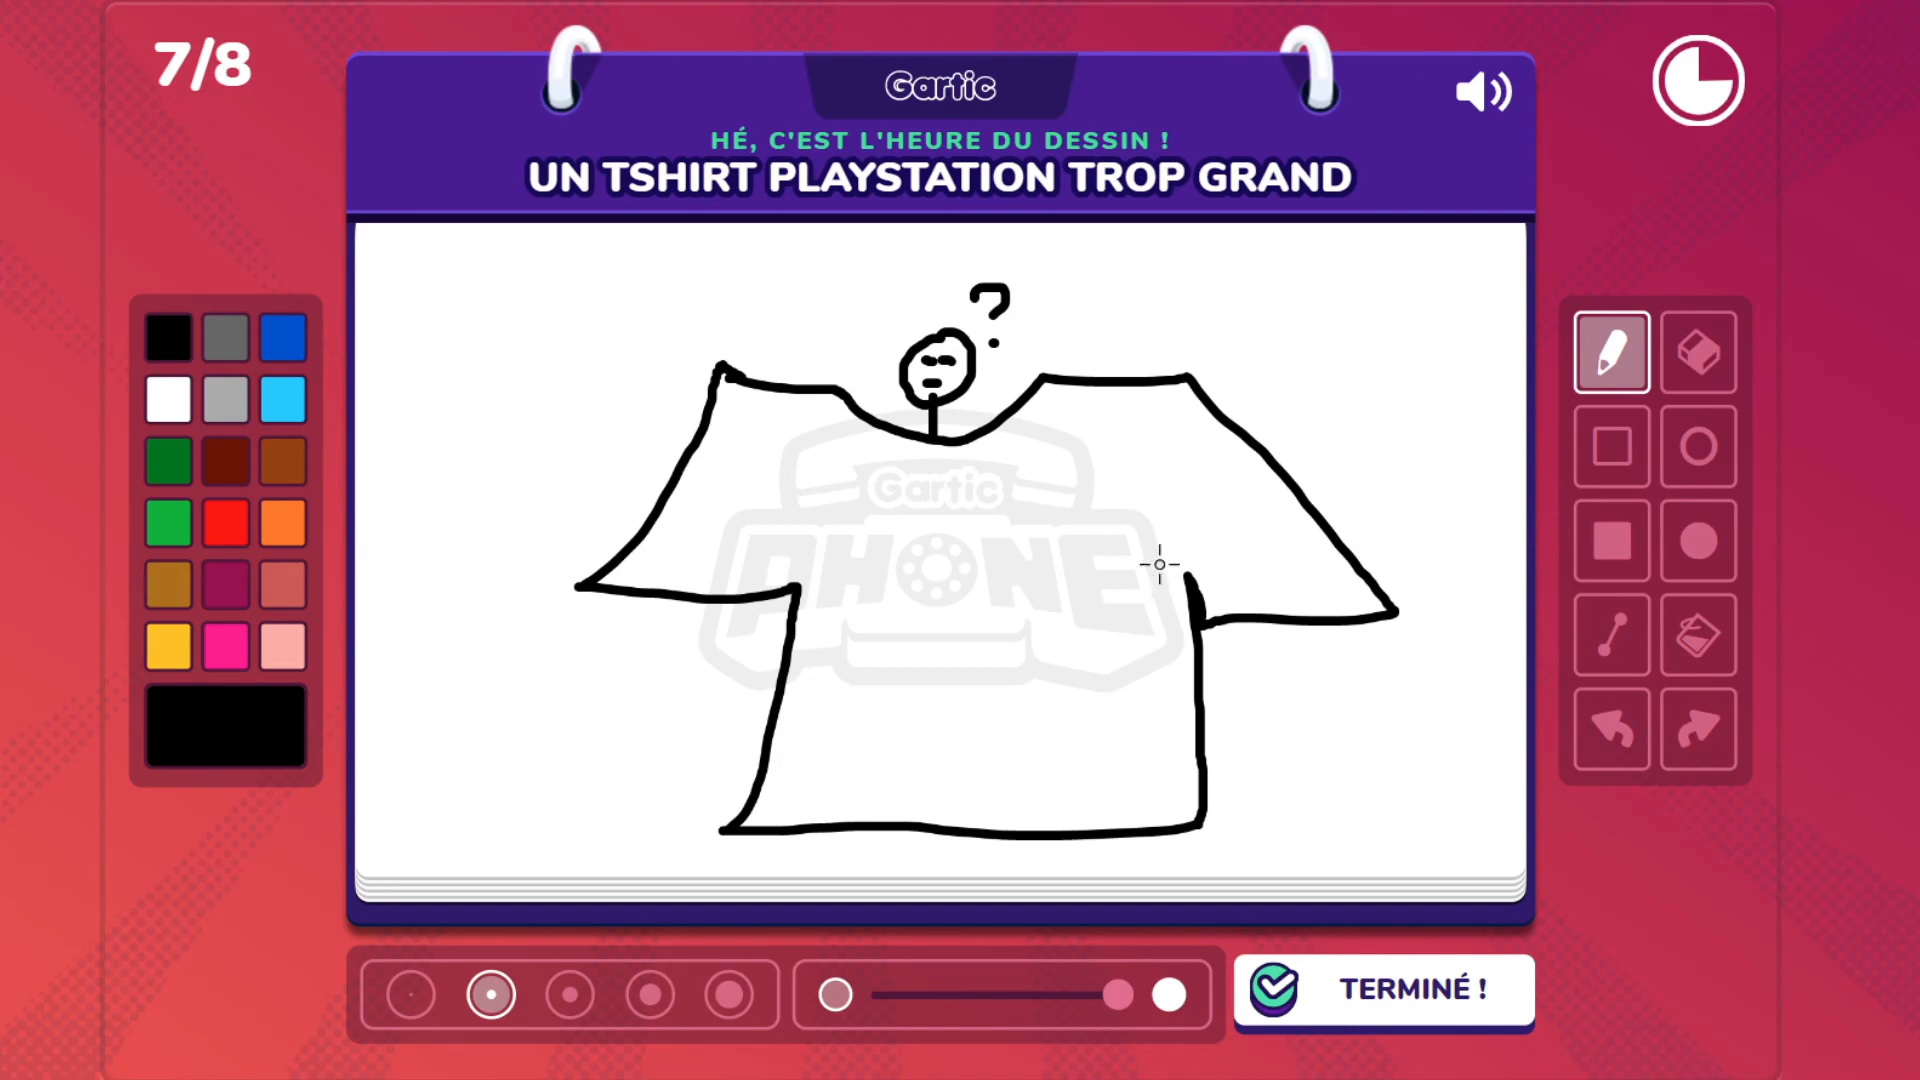 7/8
Gartic
HÉ, C'EST L'HEURE DU DESSIN !
UN TSHIRT PLAYSTATION TROP GRAND
?
Gartic
PHONE
TERMINÉ !